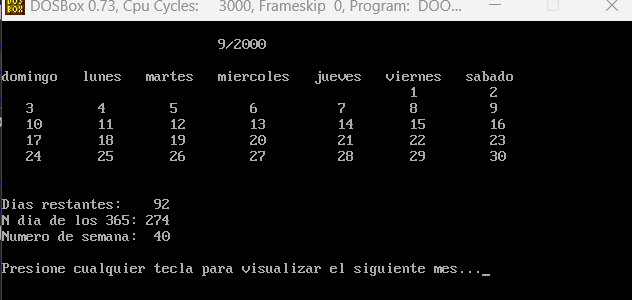 DOS BOX DOSBox 0.73, Cpu Cycles: 3000, Frameskip 0, Program: DOO...
9/2000
domingo lunes martes miercoles jueves viernes sabado
1 2
3 4 5 6 7 8 9
10 11 12 13 14 15 16
17 18 19 20 21 22 23
24 25 26 27 28 29 30
Dias restantes: 92
N dia de los 365: 274
Numero de semana: 40
Presione cualquier tecla para visualizar el siguiente mes..._